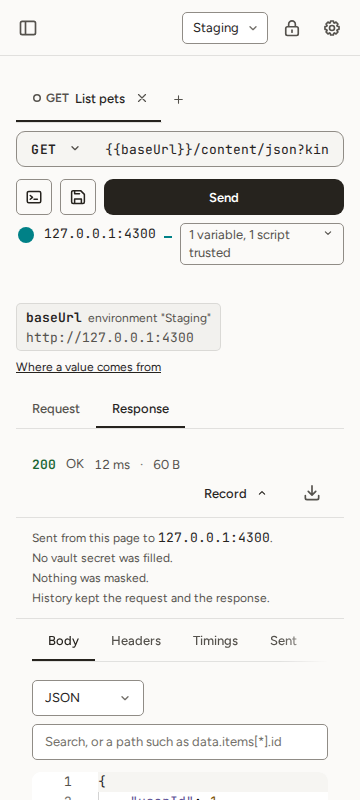 Staging
GET List pets
GET {{baseUrl}}/content/json?kin
Send
127.0.0.1:4300
1 variable, 1 script
trusted
baseUrl environment "Staging"
http://127.0.0.1:4300
Where a value comes from
Request Response
200 OK 12 ms · 60 B
Record
Sent from this page to 127.0.0.1:4300.
No vault secret was filled.
Nothing was masked.
History kept the request and the response.
Body Headers Timings Sent
JSON
Search, or a path such as data.items[*].id
1 {